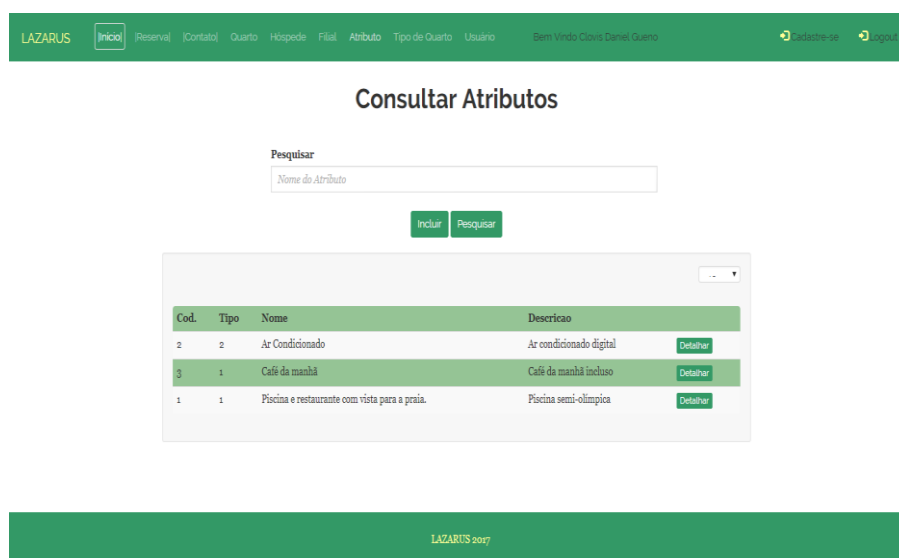 LAZARUS |Início| |Reserva| |Contato| Quarto Hóspede Filial Atributo Tipo de Quarto Usuário Bem Vindo Clovis Daniel Gueno Cadastre-se Logout
Consultar Atributos
Pesquisar
Nome do Atributo
Incluir Pesquisar
Cod. Tipo Nome Descricao
2 2 Ar Condicionado Ar condicionado digital Detalhar
3 1 Café da manhã Café da manhã incluso Detalhar
1 1 Piscina e restaurante com vista para a praia. Piscina semi-olímpica Detalhar
LAZARUS 2017